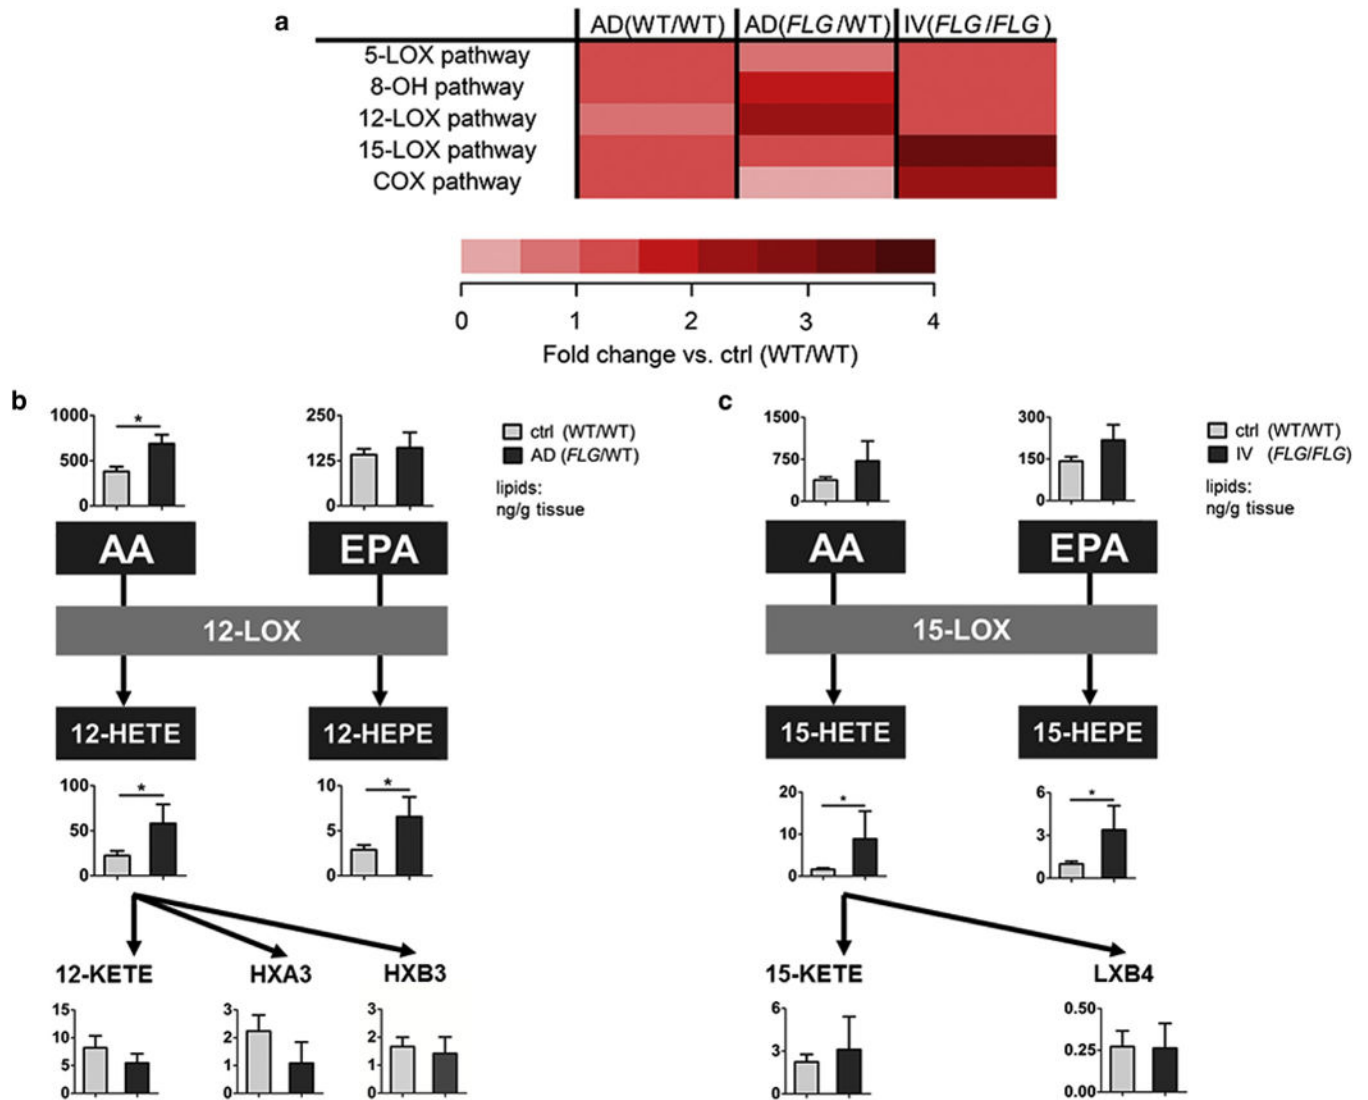 a
AD(WT/WT) AD(FLG/WT) IV(FLG/FLG)
5-LOX pathway
8-OH pathway
12-LOX pathway
15-LOX pathway
COX pathway
0 1 2 3 4
Fold change vs. ctrl (WT/WT)
b
1000
500
0
*
250
125
0
ctrl (WT/WT)
AD (FLG/WT)
lipids:
ng/g tissue
AA
EPA
12-LOX
12-HETE
12-HEPE
100
50
0
*
10
5
0
*
12-KETE
HXA3
HXB3
15
10
5
0
3
2
1
0
3
2
1
0
c
1500
750
0
300
150
0
ctrl (WT/WT)
IV (FLG/FLG)
lipids:
ng/g tissue
AA
EPA
15-LOX
15-HETE
15-HEPE
20
10
0
*
6
3
0
*
15-KETE
LXB4
6
3
0
0.50
0.25
0.00